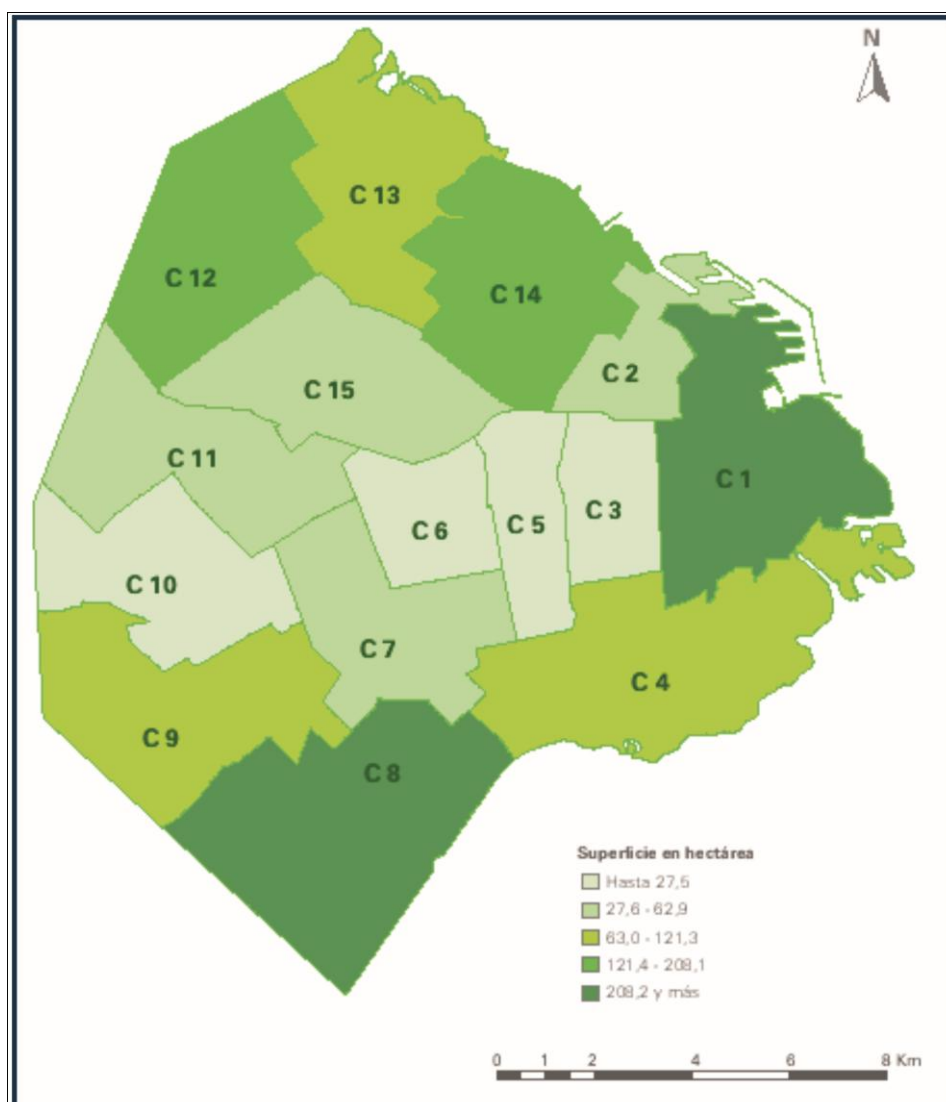 N
C 13
C 12
C 14
C 2
C 15
C 11
C 1
C 6
C 5
C 3
C 10
C 7
C 4
C 9
C 8
Superficie en hectárea
Hasta 27,5
27,6 - 62,9
63,0 - 121,3
121,4 - 208,1
208,2 y más
0 1 2 4 6 8 Km